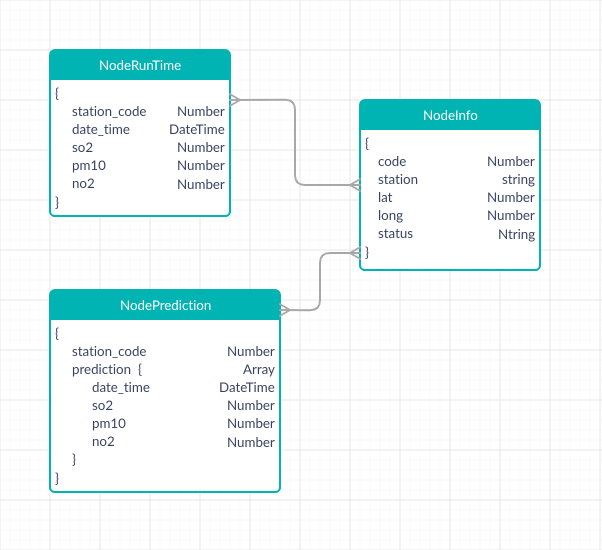 NodeRunTime
{
station_code Number
date_time DateTime
so2 Number
pm10 Number
no2 Number
}
NodeInfo
{
code Number
station string
lat Number
long Number
status Ntring
}
NodePrediction
{
station_code Number
prediction { Array
date_time DateTime
so2 Number
pm10 Number
no2 Number
}
}